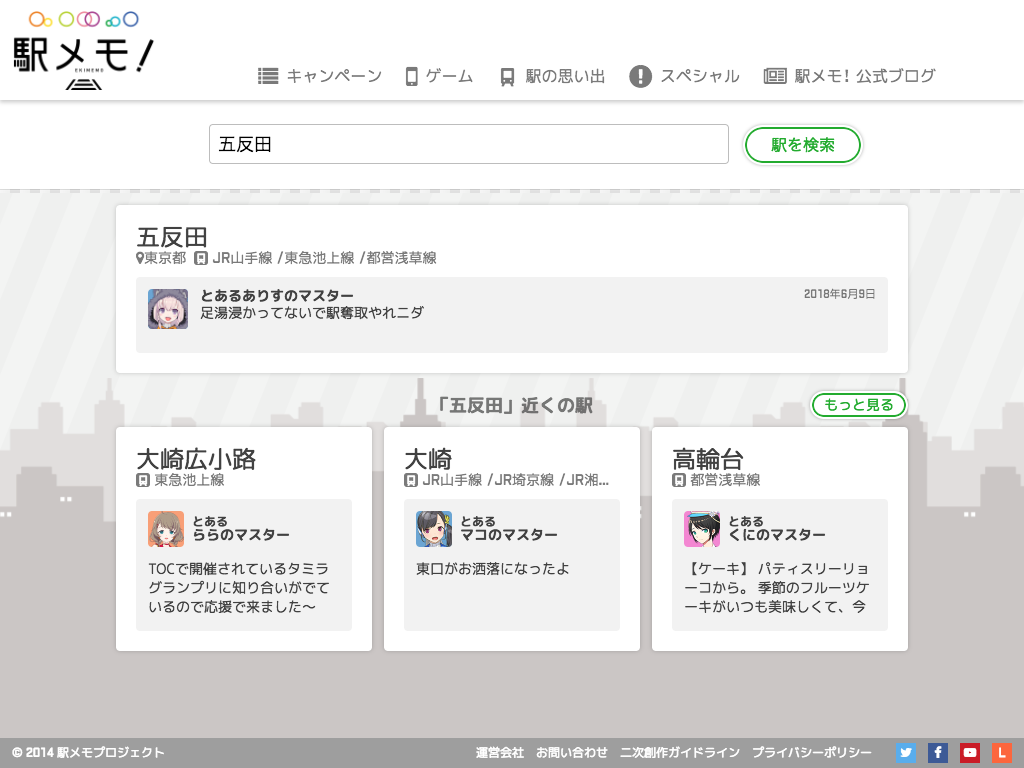 駅メモ!
EKIMEMO
キャンペーン ゲーム 駅の思い出 スペシャル 駅メモ! 公式ブログ
五反田 駅を検索
五反田
東京都 JR山手線 /東急池上線 /都営浅草線
とあるありすのマスター 2018年6月9日
足湯浸かってないで駅奪取やれニダ
「五反田」近くの駅 もっと見る
大崎広小路
東急池上線
とある
ららのマスター
TOCで開催されているタミラ
グランプリに知り合いがでて
いるので応援で来ました〜
大崎
JR山手線 /JR埼京線 /JR湘...
とある
マコのマスター
東口がお洒落になったよ
高輪台
都営浅草線
とある
くにのマスター
【ケーキ】 パティスリーリョ
ーコから。 季節のフルーツケ
ーキがいつも美味しくて、今
© 2014 駅メモプロジェクト 運営会社 お問い合わせ 二次創作ガイドライン プライバシーポリシー L